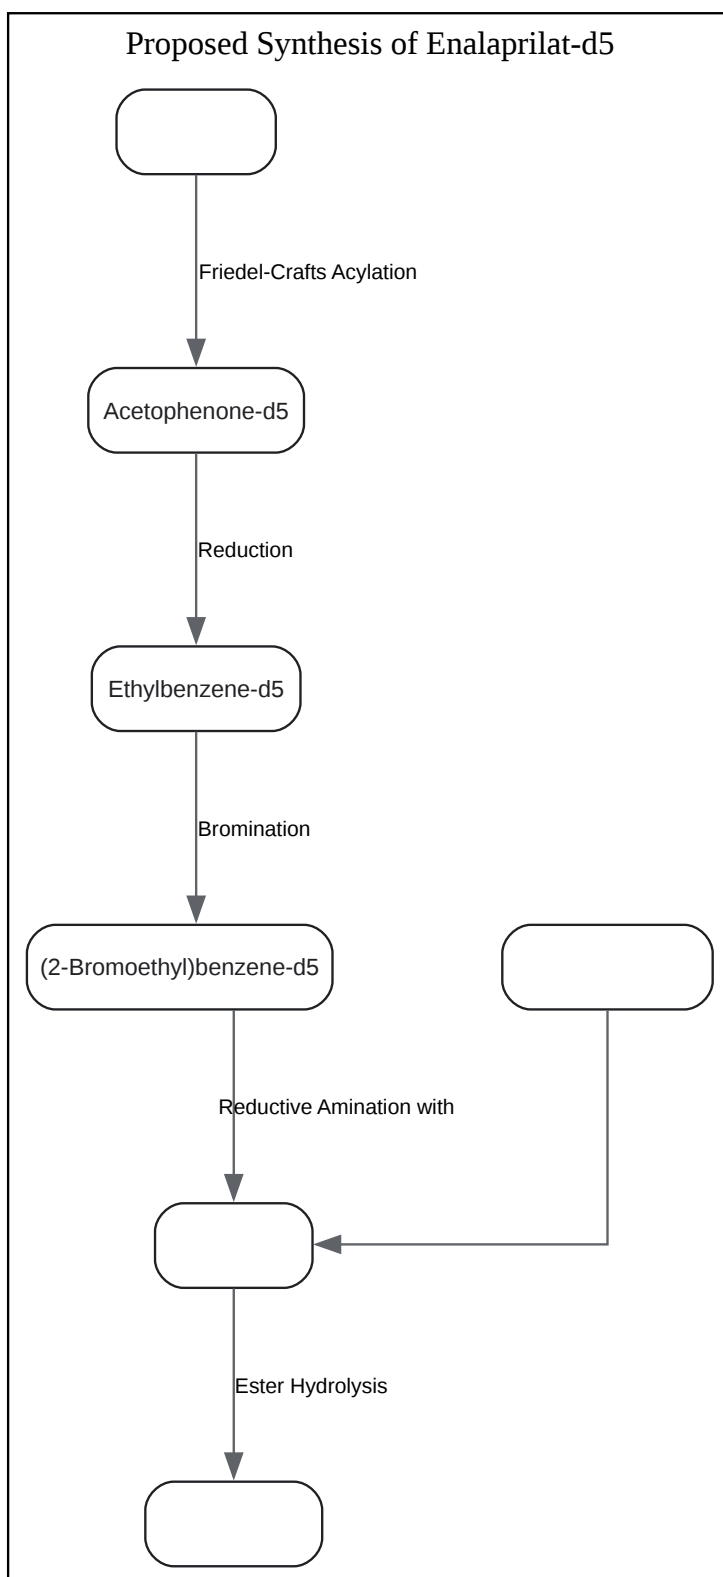 Proposed Synthesis of Enalaprilat-d5
Friedel-Crafts Acylation
Acetophenone-d5
Reduction
Ethylbenzene-d5
Bromination
(2-Bromoethyl)benzene-d5
Reductive Amination with
Ester Hydrolysis